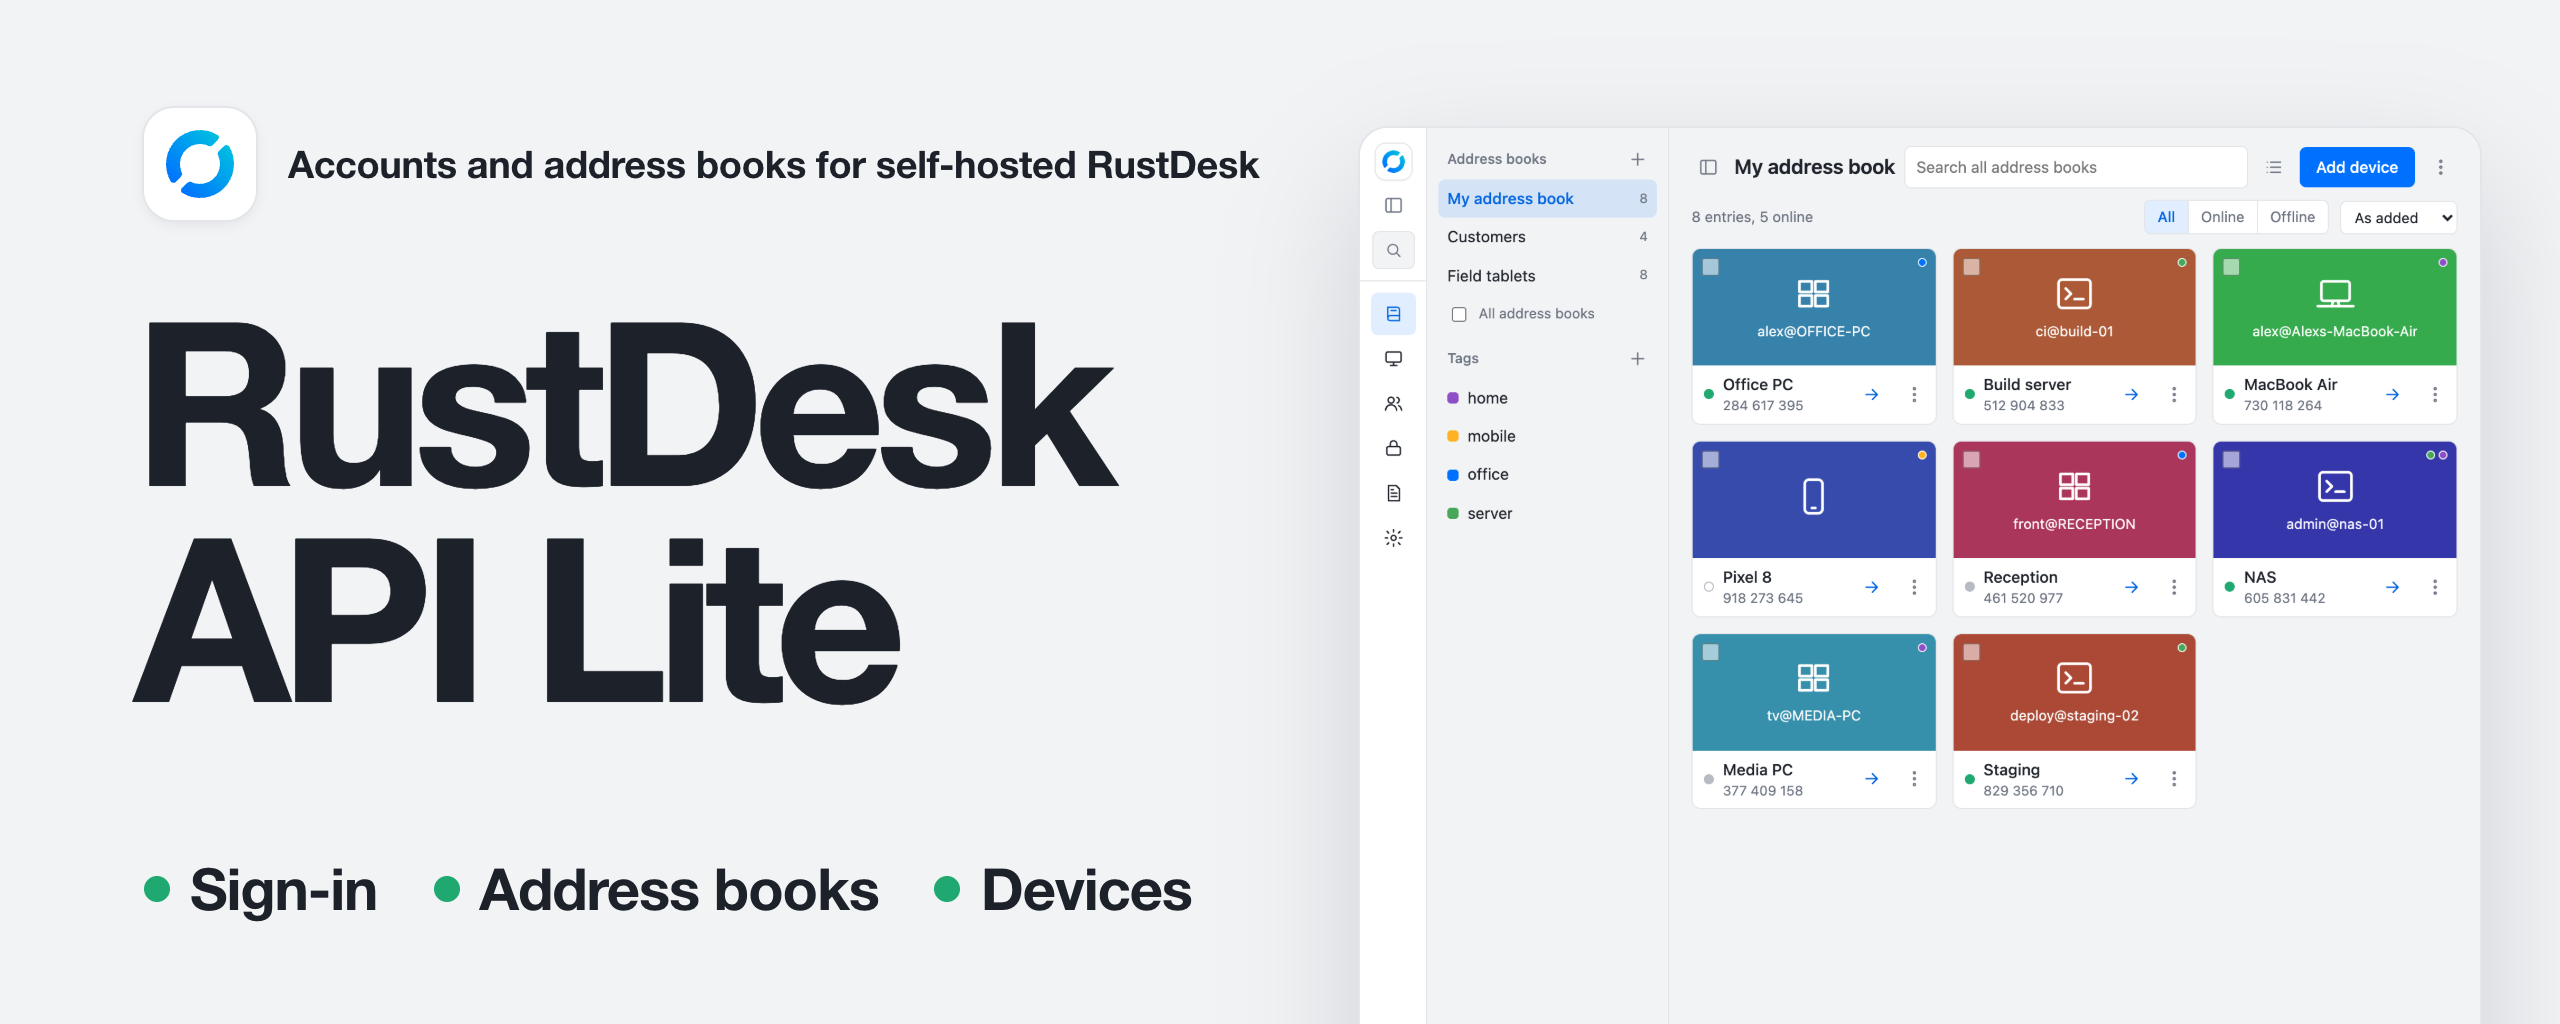 Accounts and address books for self-hosted RustDesk
RustDesk
API Lite
Sign-in
Address books
Devices
Address books
My address book 8
Customers 4
Field tablets 8
All address books
Tags
home
mobile
office
server
My address book
Search all address books
Add device
8 entries, 5 online
All
Online
Offline
As added
alex@OFFICE-PC
Office PC
284 617 395
ci@build-01
Build server
512 904 833
alex@Alexs-MacBook-Air
MacBook Air
730 118 264
Pixel 8
918 273 645
front@RECEPTION
Reception
461 520 977
admin@nas-01
NAS
605 831 442
tv@MEDIA-PC
Media PC
377 409 158
deploy@staging-02
Staging
829 356 710